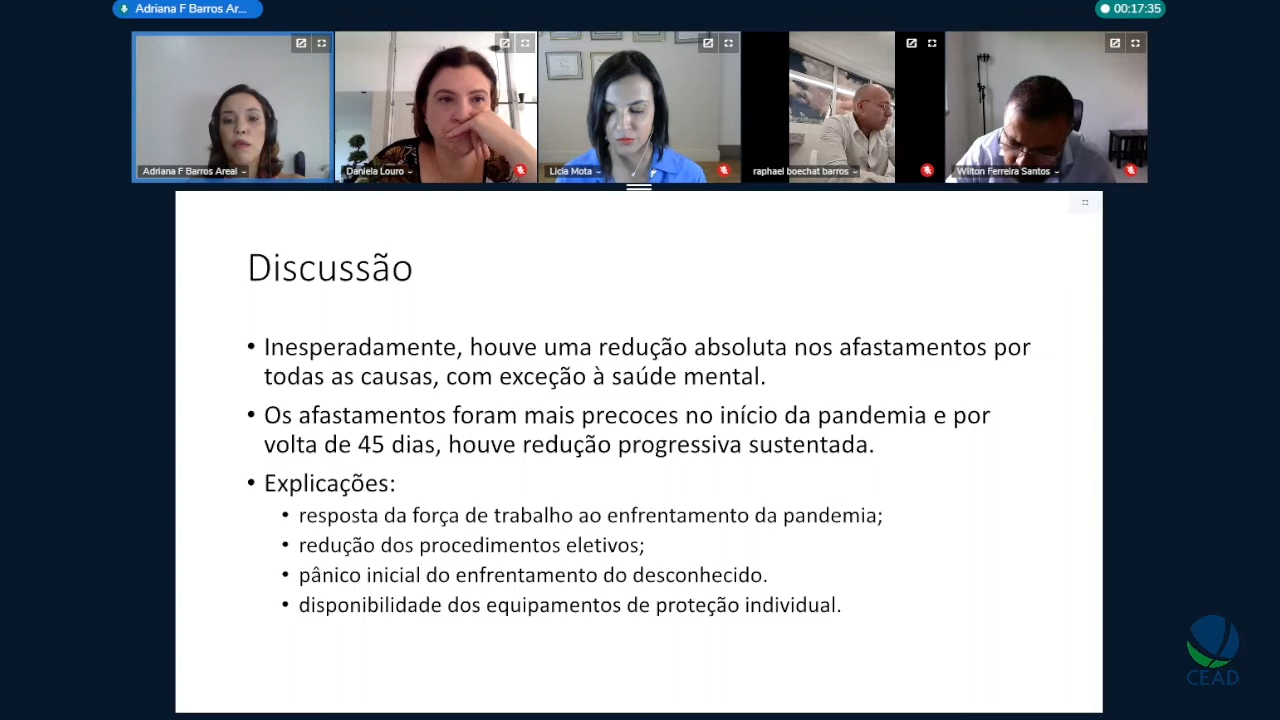 Adriana F Barros Ar...
00:17:35
Adriana F Barros Areal
Daniela Louro
Licia Mota
raphael boechat barros
Wilton Ferreira Santos
Discussão
• Inesperadamente, houve uma redução absoluta nos afastamentos por
todas as causas, com exceção à saúde mental.
• Os afastamentos foram mais precoces no início da pandemia e por
volta de 45 dias, houve redução progressiva sustentada.
• Explicações:
• resposta da força de trabalho ao enfrentamento da pandemia;
• redução dos procedimentos eletivos;
• pânico inicial do enfrentamento do desconhecido.
• disponibilidade dos equipamentos de proteção individual.
CEAD